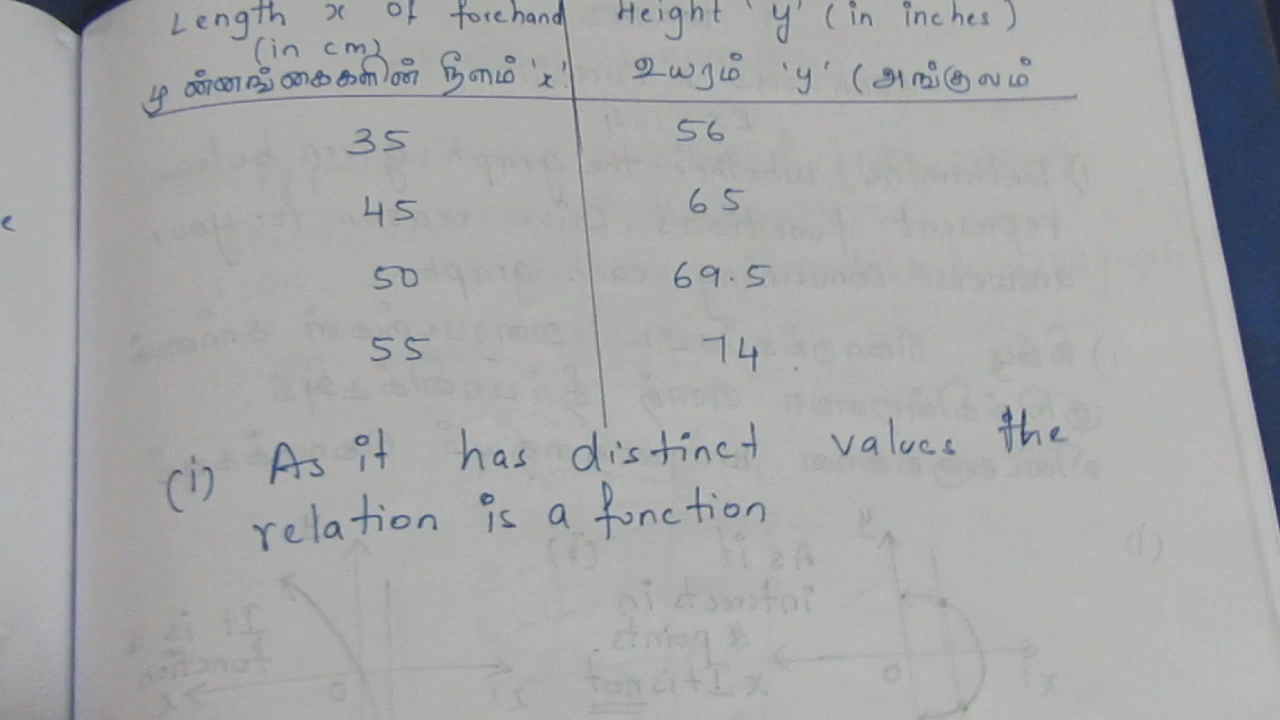 Length x of forehand Height 'y' (in inches)
(in cm)
முன்னங்கைகளின் நீளம் 'x' உயரம் 'y' (அங்குலம்
35 56
45 65
50 69.5
55 74
(i) As it has distinct values the
relation is a function